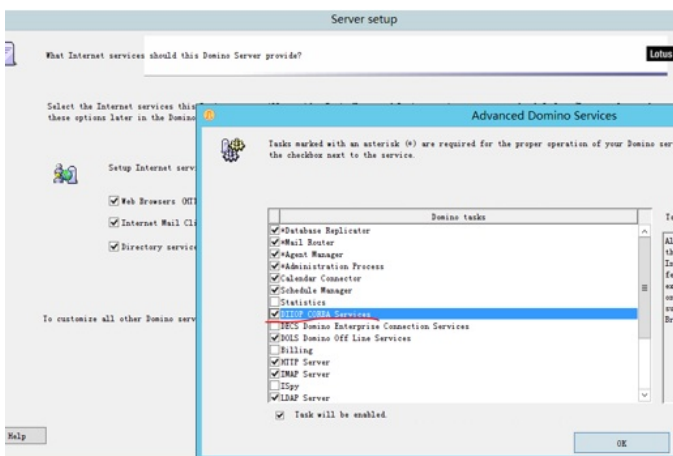 Server setup
What Internet services should this Domino Server provide?
Lotus
Select the Internet services this
these options later in the Domino
Setup Internet serv
Web Browsers (HTT
Internet Mail Cli
Directory service
To customize all other Domino serv
Help
Advanced Domino Services
Tasks marked with an asterisk (*) are required for the proper operation of your Domino ser
the checkbox next to the service.
Domino tasks
*Database Replicator
*Mail Router
*Agent Manager
*Administration Process
Calendar Connector
Schedule Manager
Statistics
DIIOP CORBA Services
DECS Domino Enterprise Connection Services
DOLS Domino Off Line Services
Billing
HTTP Server
IMAP Server
ISpy
LDAP Server
Task will be enabled.
OK